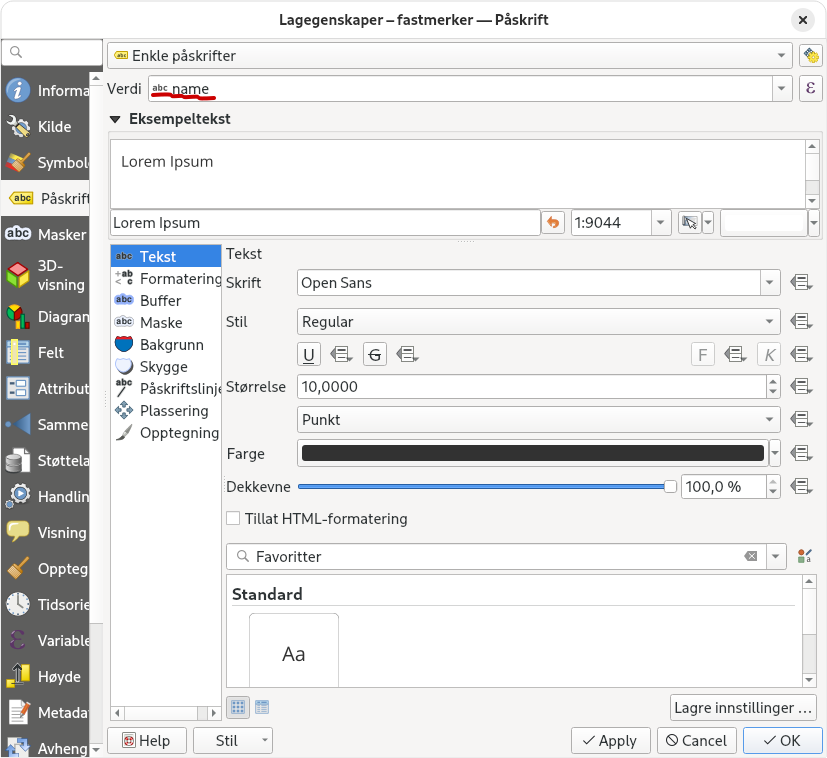 Lagegenskaper – fastmerker — Påskrift
Informa
Kilde
Symbol
Påskrift
Masker
3D-
visning
Diagran
Felt
Attribut
Samme
Støttela
Handlin
Visning
Oppteg
Tidsorie
Variable
Høyde
Metada
Avheng
abc Enkle påskrifter
Verdi abc name ε
Eksempeltekst
Lorem Ipsum
Lorem Ipsum 1:9044
Tekst
Formatering
Buffer
Maske
Bakgrunn
Skygge
Påskriftslinje
Plassering
Opptegning
Tekst
Skrift Open Sans
Stil Regular
U G F K
Størrelse 10,0000
Punkt
Farge
Dekkevne 100,0 %
Tillat HTML-formatering
Favoritter
Standard
Aa
Lagre innstillinger …
Help Stil Apply Cancel OK